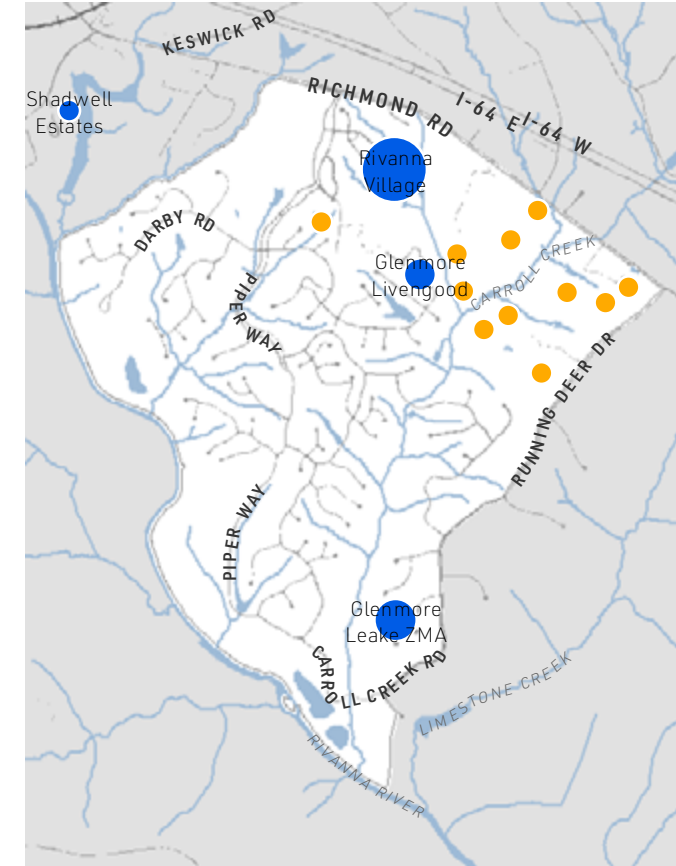 KESWICK RD
Shadwell
Estates
RICHMOND RD
I-64 E
I-64 W
Rivanna
Village
DARBY RD
Glenmore
Livengood
CARROLL CREEK
PIPER WAY
RUNNING DEER DR
PIPER WAY
Glenmore
Leake ZMA
CARROLL CREEK RD
LIMESTONE CREEK
RIVANNA RIVER